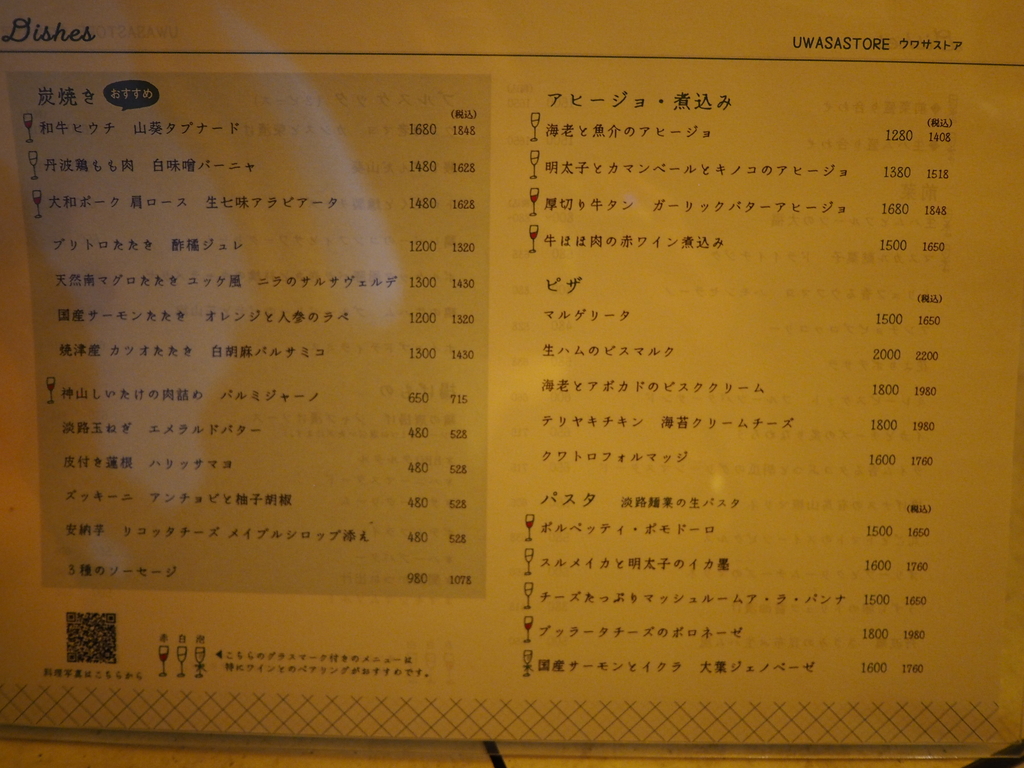 Dishes
UWASASTORE ウワサストア
炭焼き おすすめ
(税込)
和牛ヒウチ 山葵タプナード 1680 1848
丹波鶏もも肉 白味噌バーニャ 1480 1628
大和ポーク 肩ロース 生七味アラビアータ 1480 1628
ブリトロたたき 酢橘ジュレ 1200 1320
天然南マグロたたき ユッケ風 ニラのサルサヴェルデ 1300 1430
国産サーモンたたき オレンジと人参のラペ 1200 1320
焼津産 カツオたたき 白胡麻バルサミコ 1300 1430
神山しいたけの肉詰め パルミジャーノ 650 715
淡路玉ねぎ エメラルドバター 480 528
皮付き蓮根 ハリッサマヨ 480 528
ズッキーニ アンチョビと柚子胡椒 480 528
安納芋 リコッタチーズ メイプルシロップ添え 480 528
3種のソーセージ 980 1078
料理写真はこちらから
赤 白 泡
◀こちらのグラスマーク付きのメニューは
特にワインとのペアリングがおすすめです。
アヒージョ・煮込み
(税込)
海老と魚介のアヒージョ 1280 1408
明太子とカマンベールとキノコのアヒージョ 1380 1518
厚切り牛タン ガーリックバターアヒージョ 1680 1848
牛ほほ肉の赤ワイン煮込み 1500 1650
ピザ
(税込)
マルゲリータ 1500 1650
生ハムのビスマルク 2000 2200
海老とアボカドのビスククリーム 1800 1980
テリヤキチキン 海苔クリームチーズ 1800 1980
クワトロフォルマッジ 1600 1760
パスタ 淡路麺業の生パスタ
(税込)
ポルペッティ・ポモドーロ 1500 1650
スルメイカと明太子のイカ墨 1600 1760
チーズたっぷりマッシュルームア・ラ・パンナ 1500 1650
ブッラータチーズのボロネーゼ 1800 1980
国産サーモンとイクラ 大葉ジェノベーゼ 1600 1760